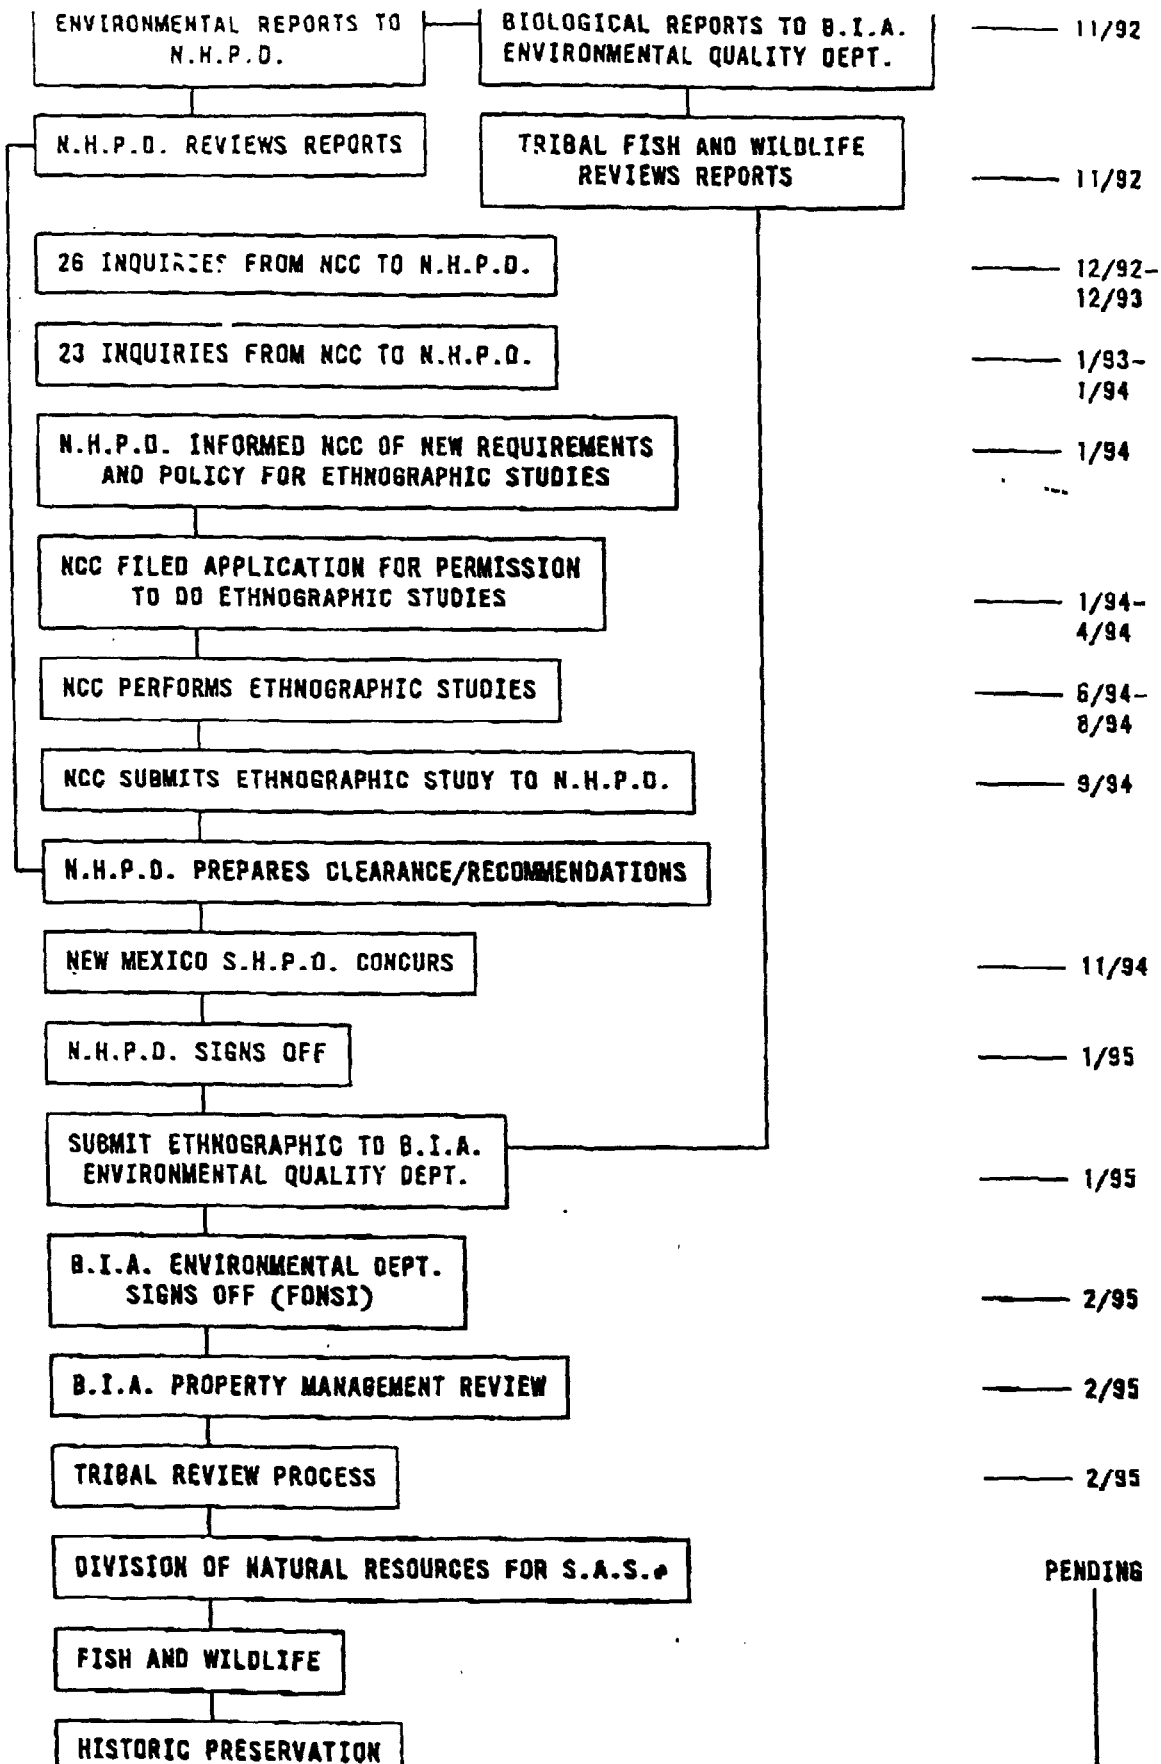 ENVIRONMENTAL REPORTS TO
N.H.P.D.
BIOLOGICAL REPORTS TO B.I.A.
ENVIRONMENTAL QUALITY DEPT.
11/92
N.H.P.D. REVIEWS REPORTS
TRIBAL FISH AND WILDLIFE
REVIEWS REPORTS
11/92
26 INQUIRIES FROM NCC TO N.H.P.D.
12/92-
12/93
23 INQUIRIES FROM NCC TO N.H.P.D.
1/93-
1/94
N.H.P.D. INFORMED NCC OF NEW REQUIREMENTS
AND POLICY FOR ETHNOGRAPHIC STUDIES
1/94
NCC FILED APPLICATION FOR PERMISSION
TO DO ETHNOGRAPHIC STUDIES
1/94-
4/94
NCC PERFORMS ETHNOGRAPHIC STUDIES
6/94-
8/94
NCC SUBMITS ETHNOGRAPHIC STUDY TO N.H.P.D.
9/94
N.H.P.D. PREPARES CLEARANCE/RECOMMENDATIONS
NEW MEXICO S.H.P.O. CONCURS
11/94
N.H.P.D. SIGNS OFF
1/95
SUBMIT ETHNOGRAPHIC TO B.I.A.
ENVIRONMENTAL QUALITY DEPT.
1/95
B.I.A. ENVIRONMENTAL DEPT.
SIGNS OFF (FONSI)
2/95
B.I.A. PROPERTY MANAGEMENT REVIEW
2/95
TRIBAL REVIEW PROCESS
2/95
DIVISION OF NATURAL RESOURCES FOR S.A.S.
PENDING
FISH AND WILDLIFE
HISTORIC PRESERVATION